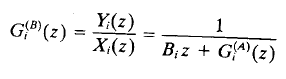 G_i^{(B)}(z) = \frac{Y_i(z)}{X_i(z)} = \frac{1}{B_i z + G_i^{(A)}(z)}